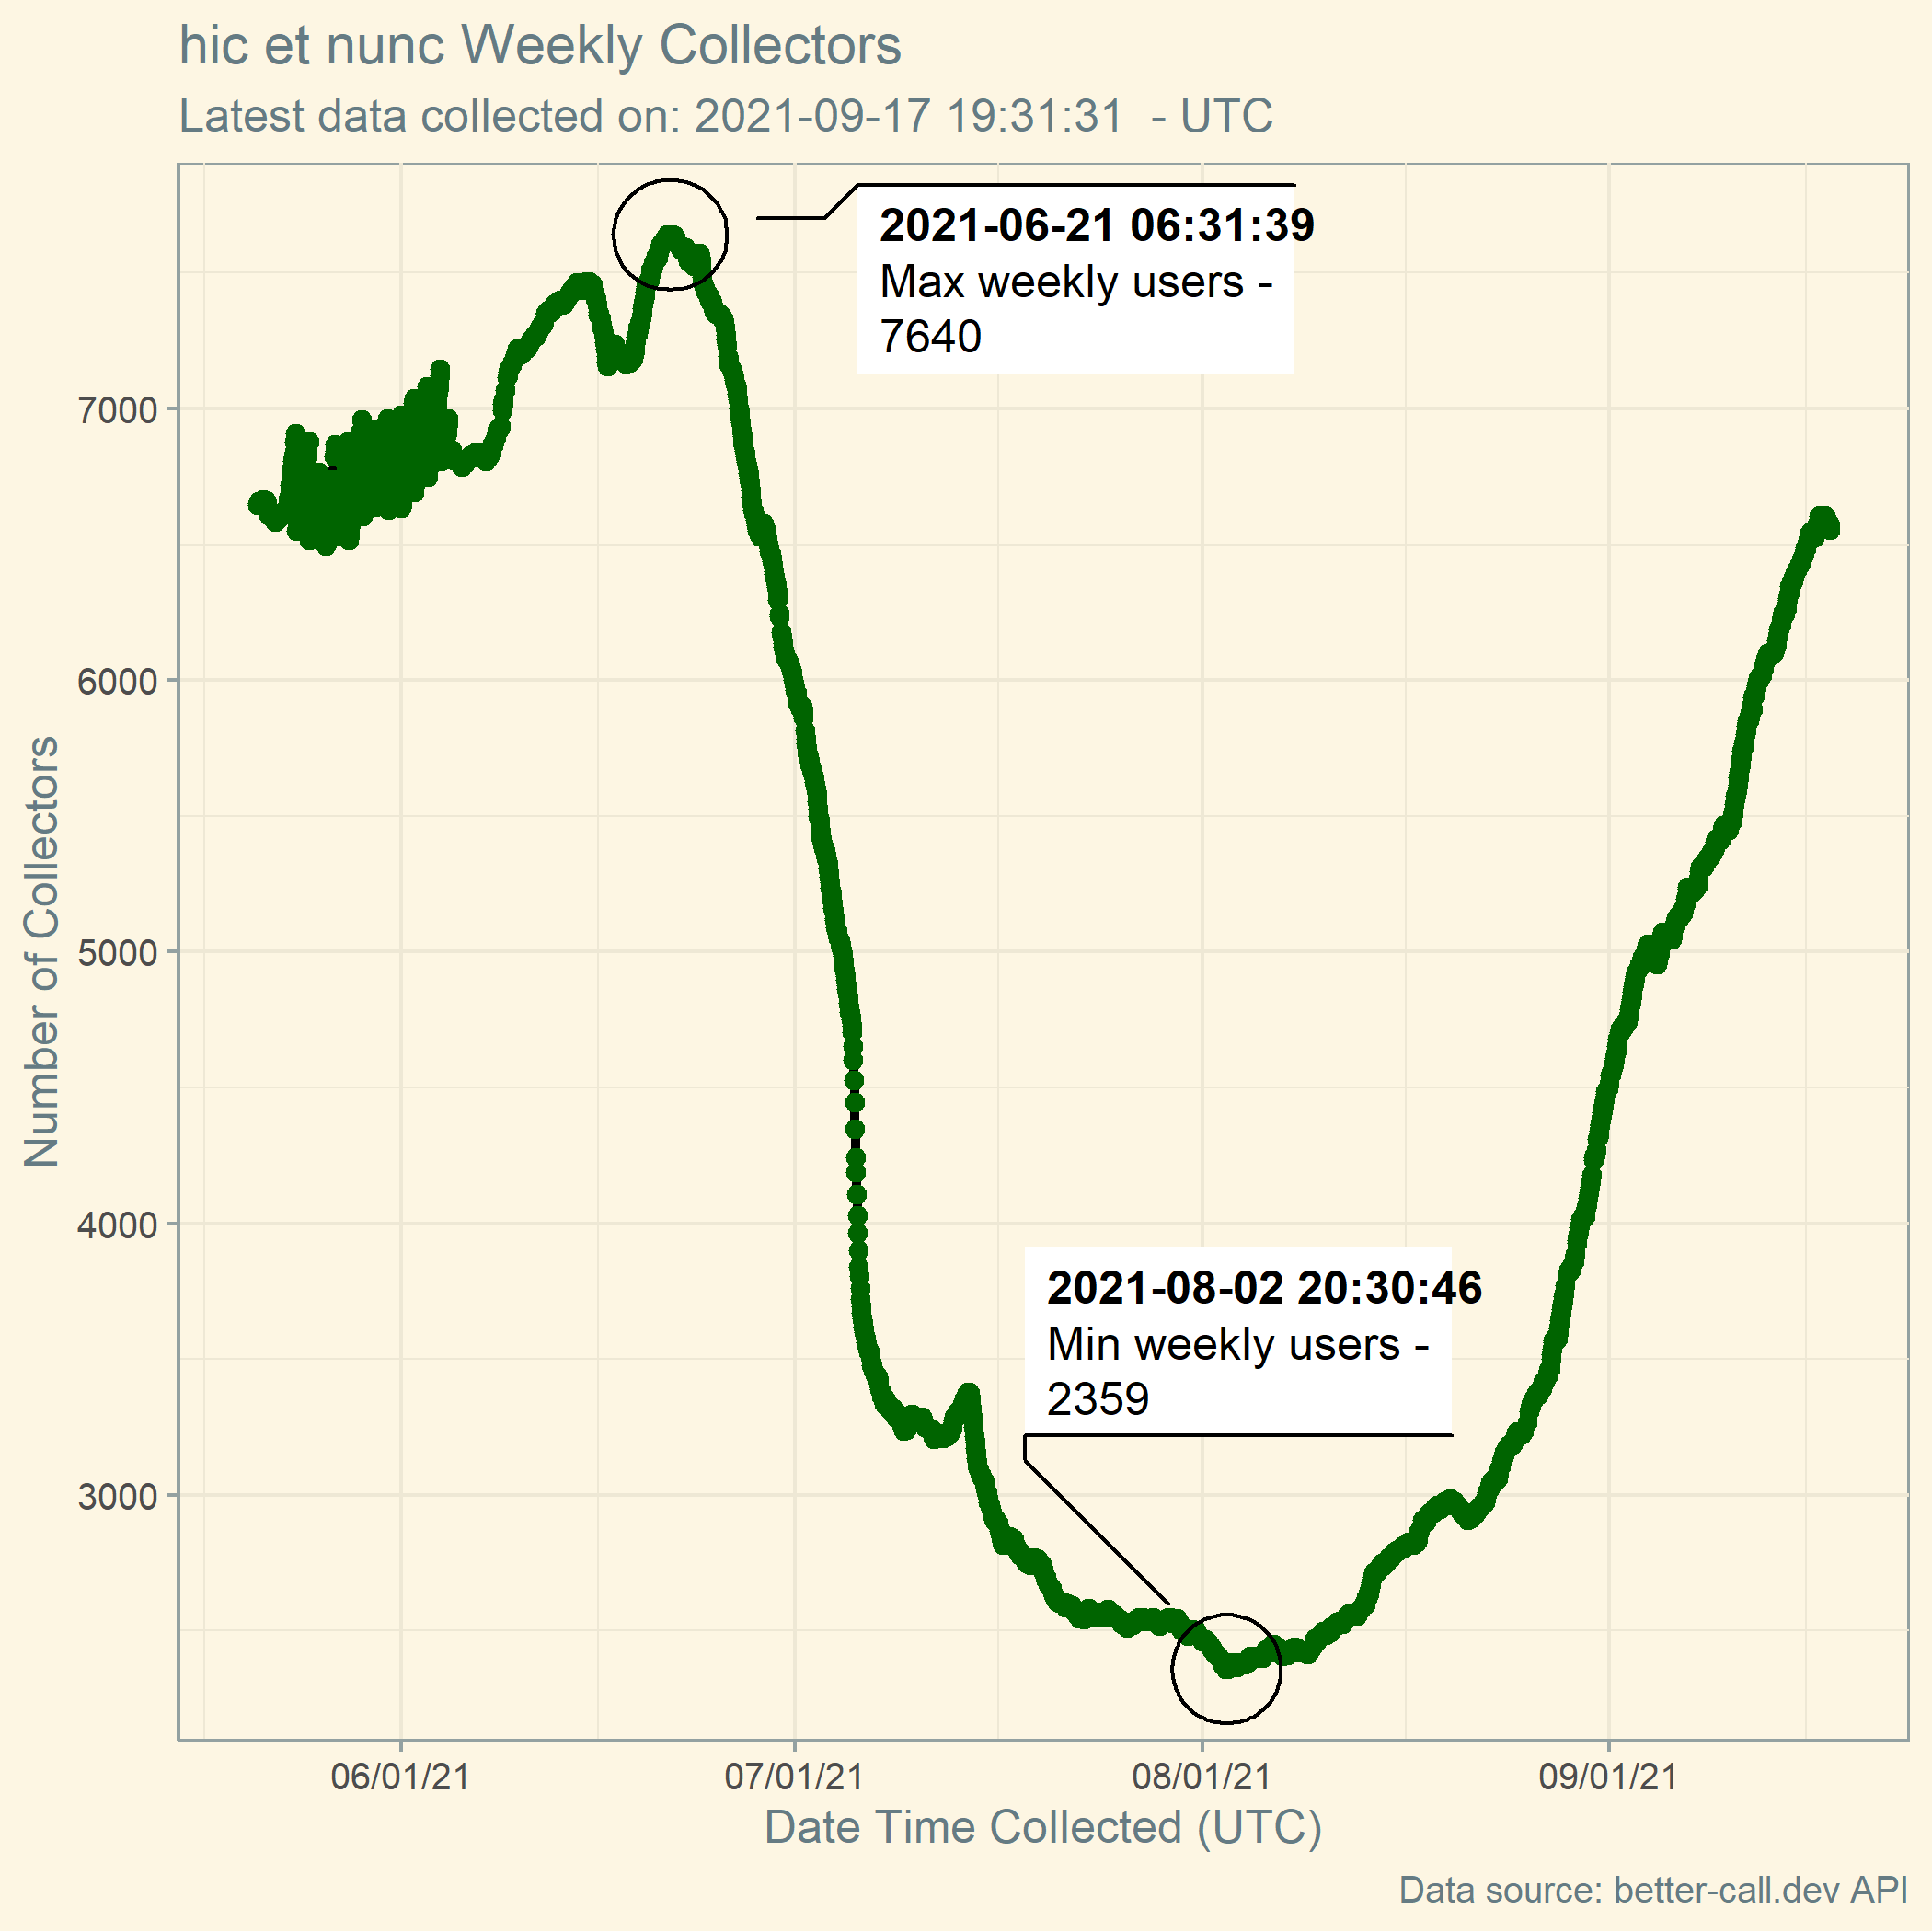 hic et nunc Weekly Collectors
Latest data collected on: 2021-09-17 19:31:31  - UTC
2021-06-21 06:31:39
Max weekly users -
7640
7000
6000
5000
4000
3000
Number of Collectors
2021-08-02 20:30:46
Min weekly users -
2359
06/01/21
07/01/21
08/01/21
09/01/21
Date Time Collected (UTC)
Data source: better-call.dev API